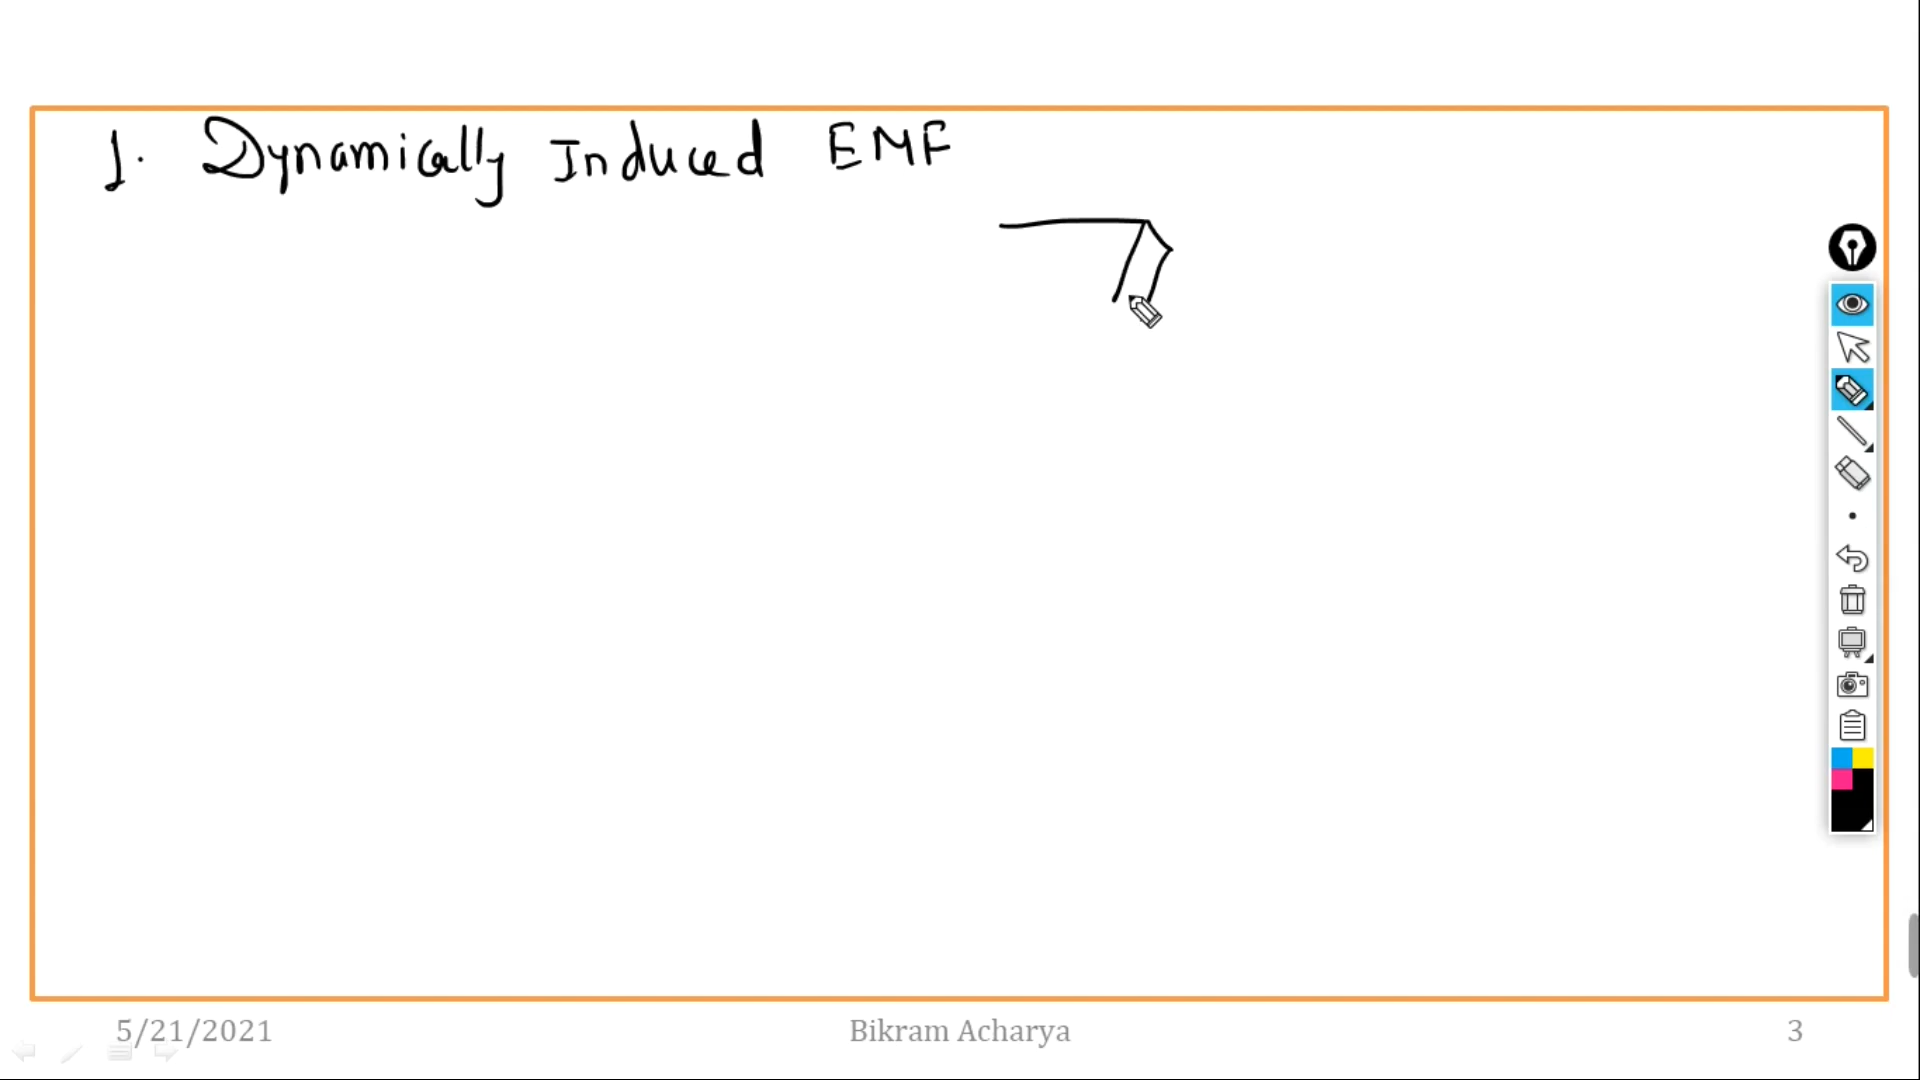 1. Dynamically Induced EMF
5/21/2021 Bikram Acharya 3